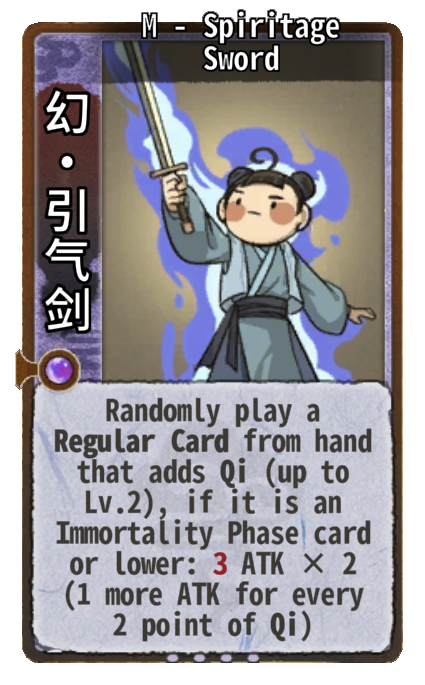 M - Spiritage
Sword
幻·引气剑
Randomly play a
Regular Card from hand
that adds Qi (up to
Lv.2), if it is an
Immortality Phase card
or lower: 3 ATK × 2
(1 more ATK for every
2 point of Qi)